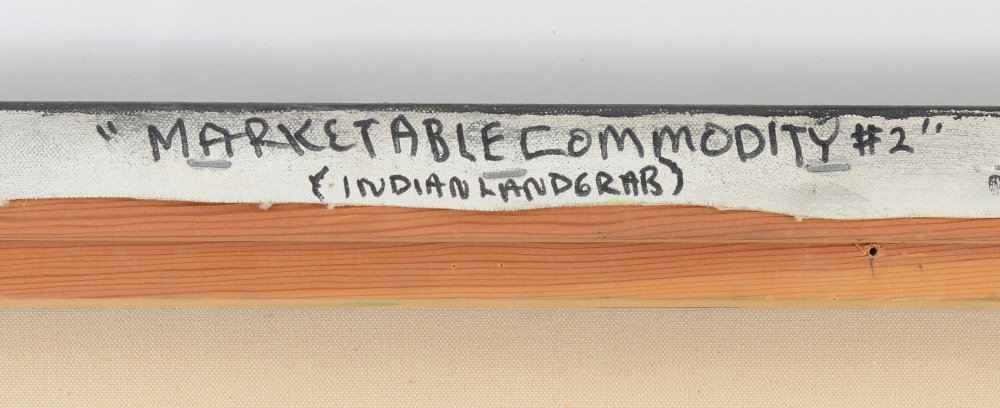 "MARKETABLE COMMODITY #2"
(INDIAN LANDGRAB)